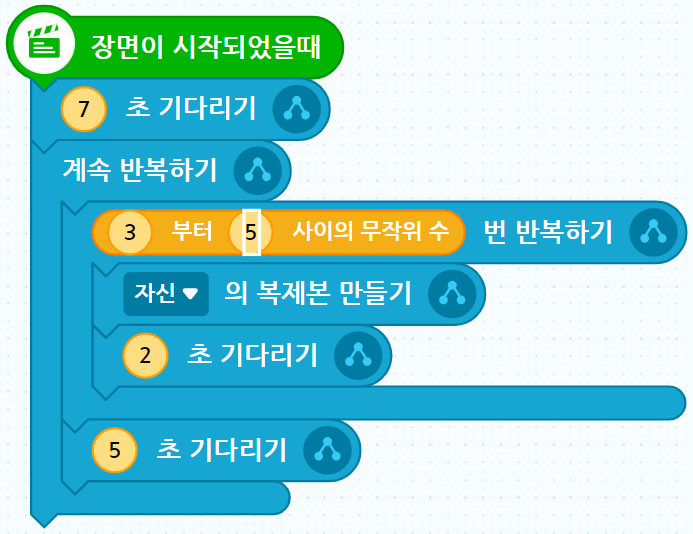 장면이 시작되었을때
7 초 기다리기
계속 반복하기
3 부터 5 사이의 무작위 수 번 반복하기
자신 의 복제본 만들기
2 초 기다리기
5 초 기다리기